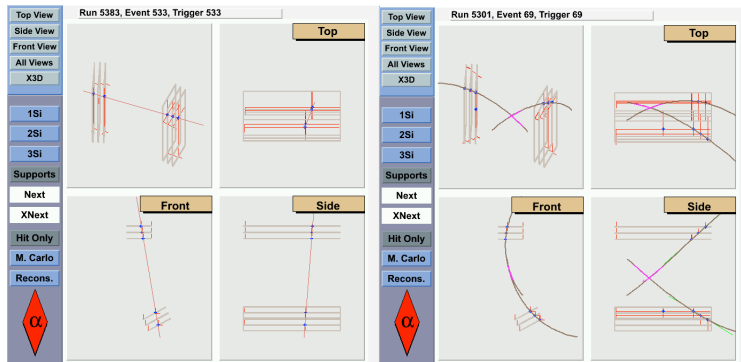 Run 5383, Event 533, Trigger 533
Top View
Side View
Front View
All Views
X3D
1Si
2Si
3Si
Supports
Next
XNext
Hit Only
M. Carlo
Recons.
α
Top
Front
Side
Run 5301, Event 69, Trigger 69
Top View
Side View
Front View
All Views
X3D
1Si
2Si
3Si
Supports
Next
XNext
Hit Only
M. Carlo
Recons.
α
Top
Front
Side